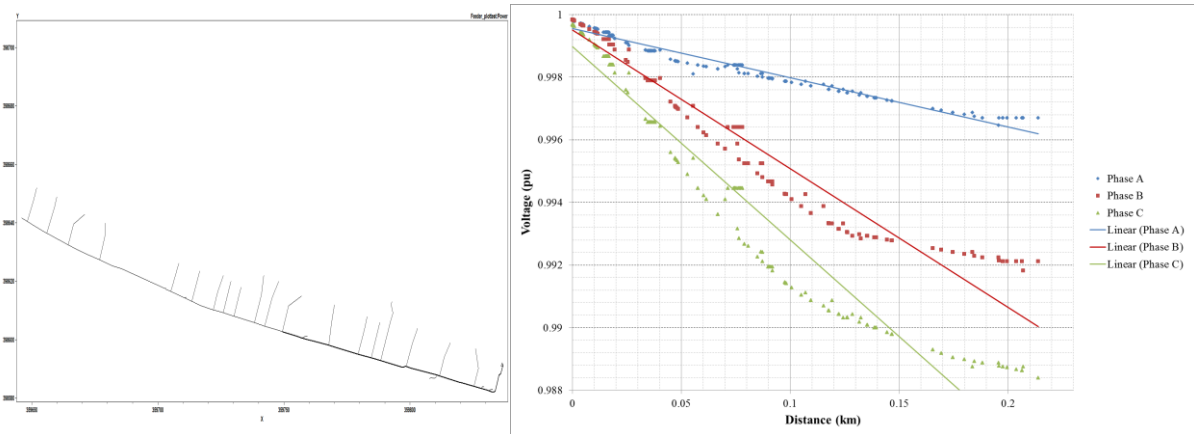 Y
Feeder_plottest/Power
X
1
0.998
0.996
0.994
0.992
0.99
0.988
Voltage (pu)
0
0.05
0.1
0.15
0.2
Distance (km)
Phase A
Phase B
Phase C
Linear (Phase A)
Linear (Phase B)
Linear (Phase C)